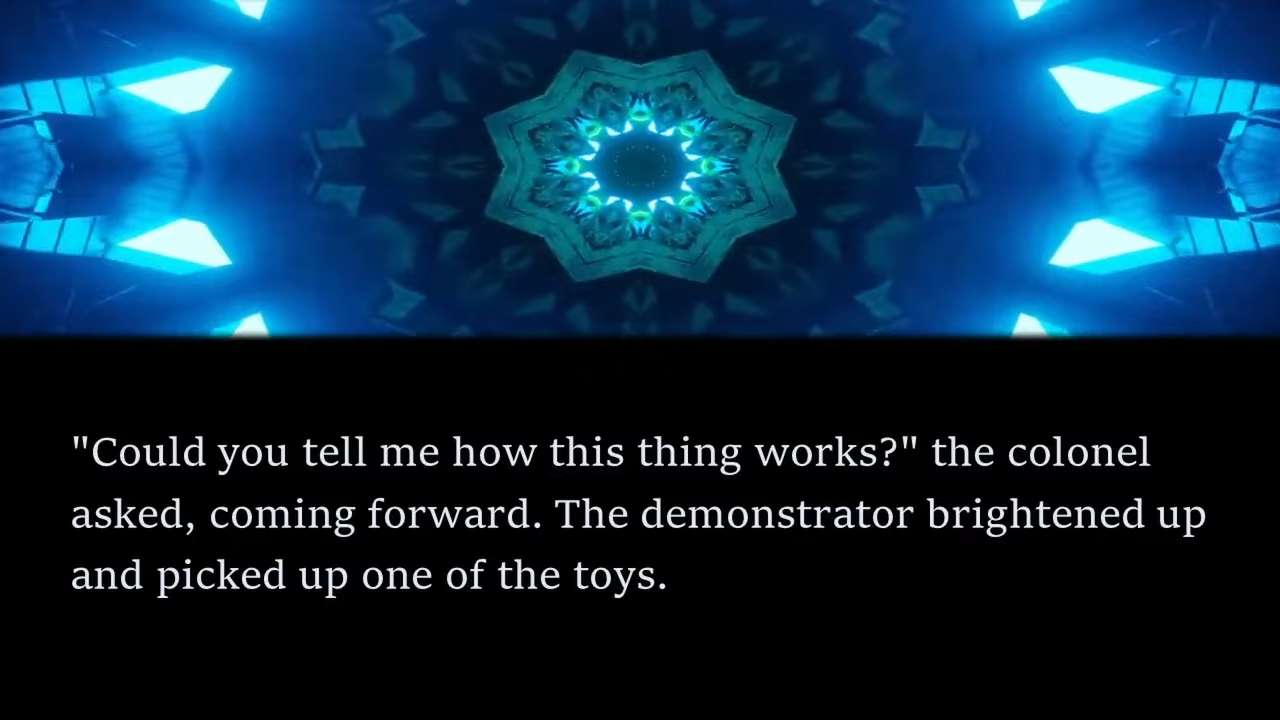 "Could you tell me how this thing works?" the colonel
asked, coming forward. The demonstrator brightened up
and picked up one of the toys.